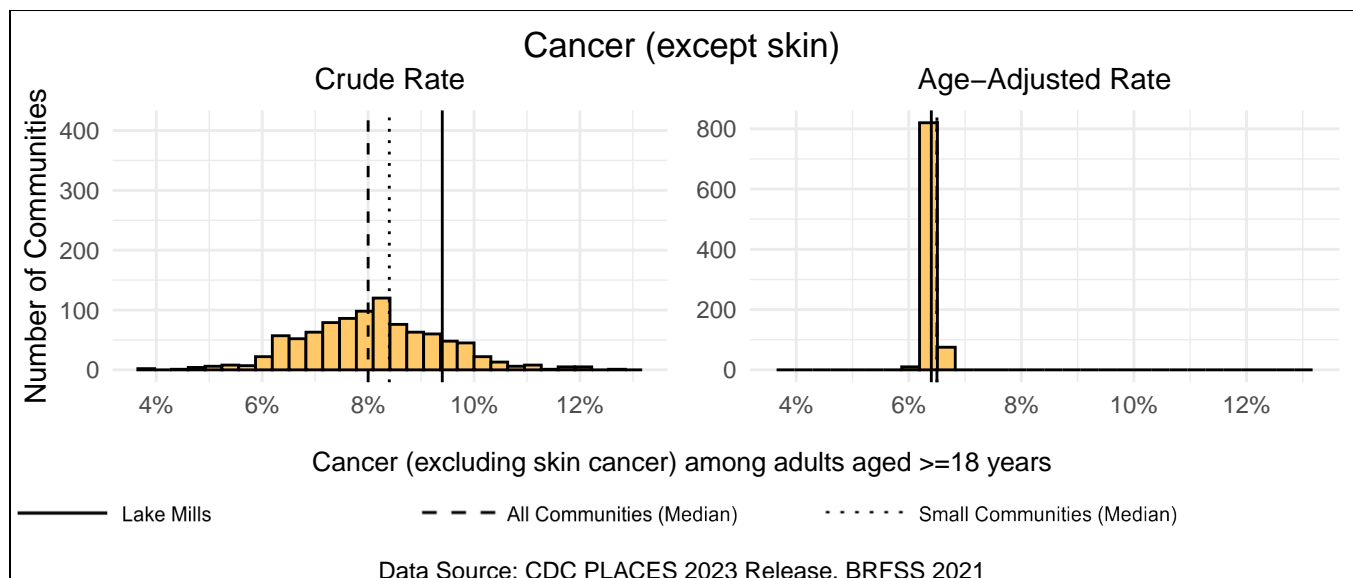 Cancer (except skin)
Crude Rate
Age−Adjusted Rate
Number of Communities
400
300
200
100
0
4%
6%
8%
10%
12%
800
600
400
200
0
4%
6%
8%
10%
12%
Cancer (excluding skin cancer) among adults aged >=18 years
Lake Mills
All Communities (Median)
Small Communities (Median)
Data Source: CDC PLACES 2023 Release, BRFSS 2021